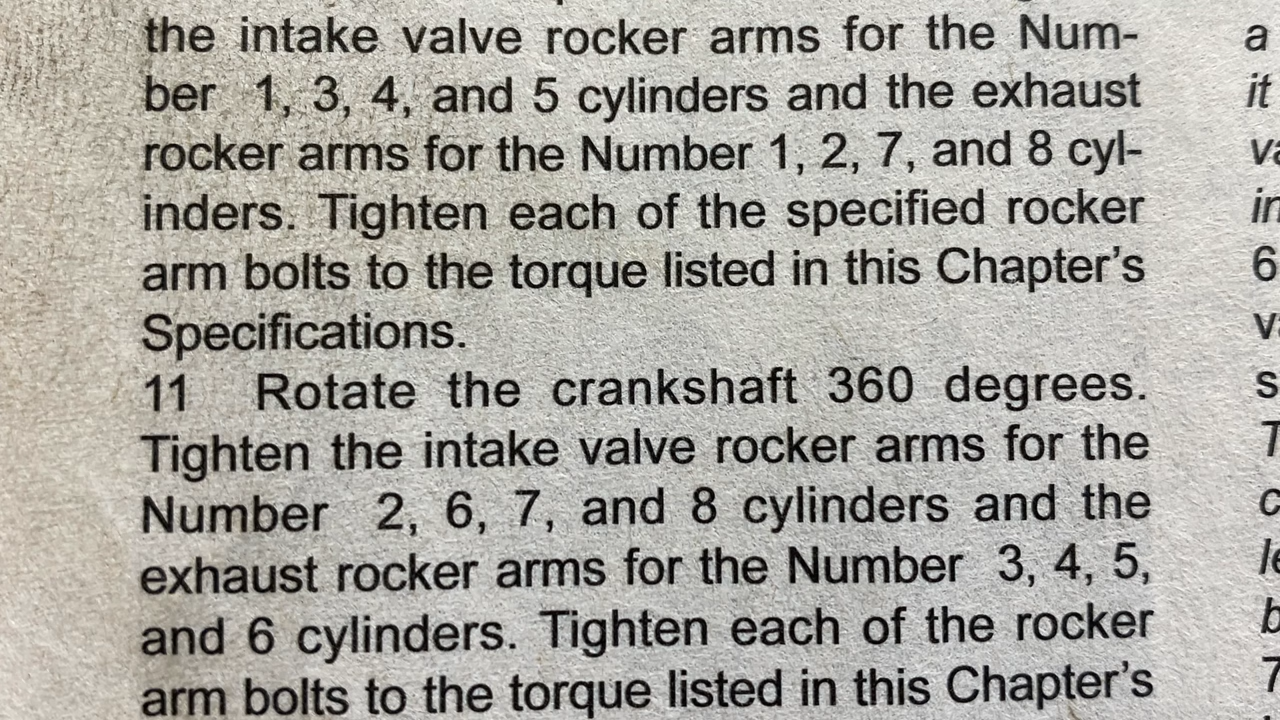 the intake valve rocker arms for the Num-
ber 1, 3, 4, and 5 cylinders and the exhaust
rocker arms for the Number 1, 2, 7, and 8 cyl-
inders. Tighten each of the specified rocker
arm bolts to the torque listed in this Chapter's
Specifications.
11 Rotate the crankshaft 360 degrees.
Tighten the intake valve rocker arms for the
Number 2, 6, 7, and 8 cylinders and the
exhaust rocker arms for the Number 3, 4, 5,
and 6 cylinders. Tighten each of the rocker
arm bolts to the torque listed in this Chapter's
a
it
6